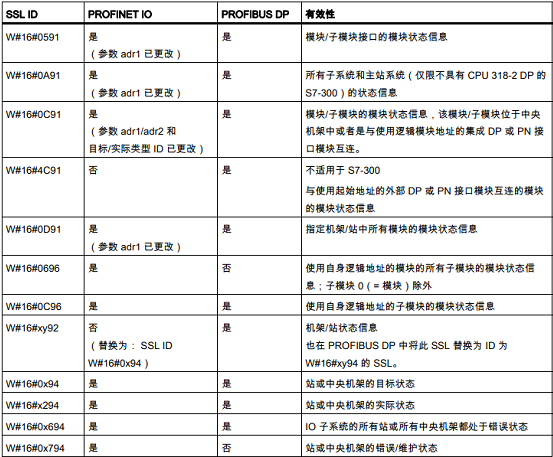 SSL ID PROFINET IO PROFIBUS DP 有效性
W#16#0591 是 是 模块/子模块接口的模块状态信息
（参数 adr1 已更改）
W#16#0A91 是 是 所有子系统和主站系统（仅限不具有 CPU 318-2 DP 的
（参数 adr1 已更改） S7-300）的状态信息
W#16#0C91 是 是 模块/子模块的模块状态信息，该模块/子模块位于中央
（参数 adr1/adr2 和 机架中或者是与使用逻辑模块地址的集成 DP 或 PN 接
目标/实际类型 ID 已更改） 口模块互连。
W#16#4C91 否 是 不适用于 S7-300
与使用起始地址的外部 DP 或 PN 接口模块互连的模块
的模块状态信息
W#16#0D91 是 是 指定机架/站中所有模块的模块状态信息
（参数 adr1 已更改）
W#16#0696 是 否 使用自身逻辑地址的模块的所有子模块的模块状态信
息；子模块 0（= 模块）除外
W#16#0C96 是 是 使用自身逻辑地址的子模块的模块状态信息
W#16#xy92 否 是 机架/站状态信息
（替换为： SSL ID 也在 PROFIBUS DP 中将此 SSL 替换为 ID 为
W#16#0x94） W#16#xy94 的 SSL。
W#16#0x94 是 是 站或中央机架的目标状态
W#16#x294 是 是 站或中央机架的实际状态
W#16#0x694 是 是 IO 子系统的所有站或所有中央机架都处于错误状态
W#16#0x794 是 否 站或中央机架的错误/维护状态